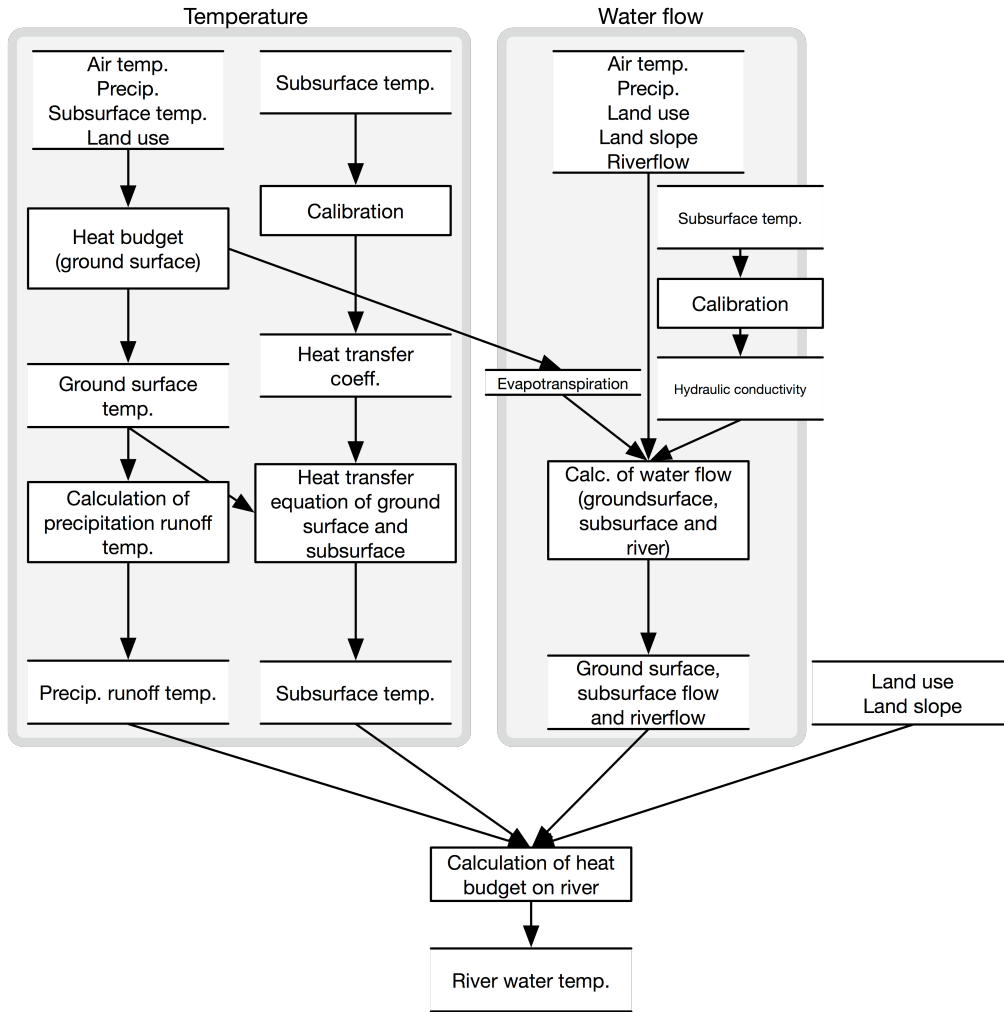 Temperature
Water flow
Air temp.
Precip.
Subsurface temp.
Land use
Subsurface temp.
Air temp.
Precip.
Land use
Land slope
Riverflow
Calibration
Subsurface temp.
Heat budget
(ground surface)
Calibration
Heat transfer
coeff.
Ground surface
temp.
Evapotranspiration
Hydraulic conductivity
Calculation of
precipitation runoff
temp.
Heat transfer
equation of ground
surface and
subsurface
Calc. of water flow
(groundsurface,
subsurface and
river)
Precip. runoff temp.
Subsurface temp.
Ground surface,
subsurface flow
and riverflow
Land use
Land slope
Calculation of heat
budget on river
River water temp.